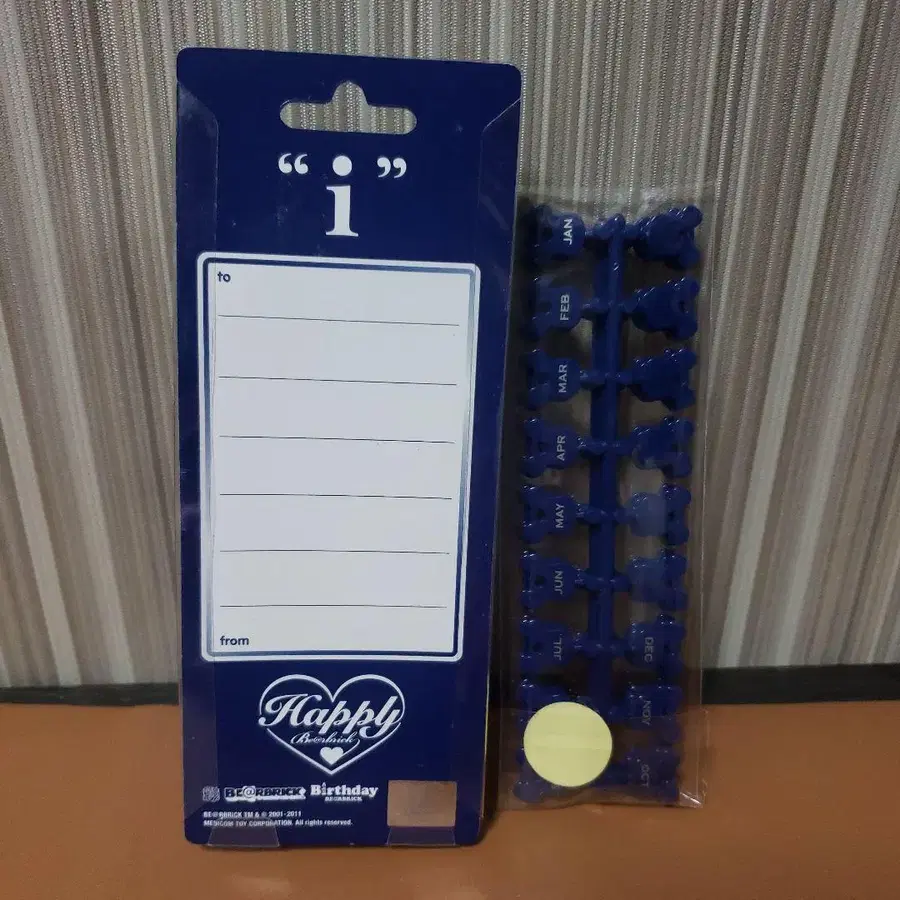 “i”
to
from
Happy
Be@rbrick
BE@RBRICK
Birthday
BE@RBRICK
BE@RBRICK TM & © 2001-2011
MEDICOM TOY CORPORATION. All rights reserved.
JAN
FEB
MAR
APR
MAY
JUN
JUL
DEC
NOV
OCT